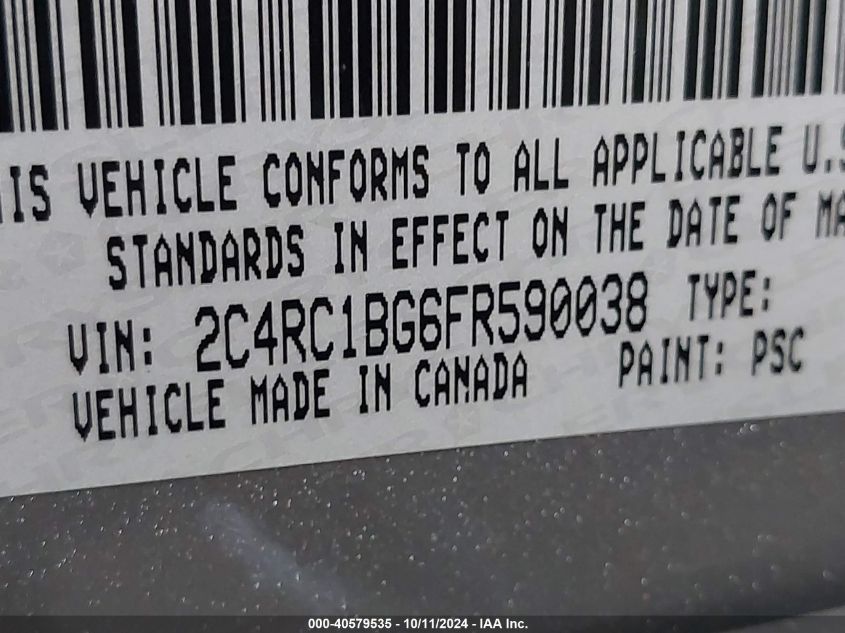 IS VEHICLE CONFORMS TO ALL APPLICABLE U.S
STANDARDS IN EFFECT ON THE DATE OF MA
VIN: 2C4RC1BG6FR590038 TYPE:
VEHICLE MADE IN CANADA PAINT: PSC
000-40579535 - 10/11/2024 - IAA Inc.